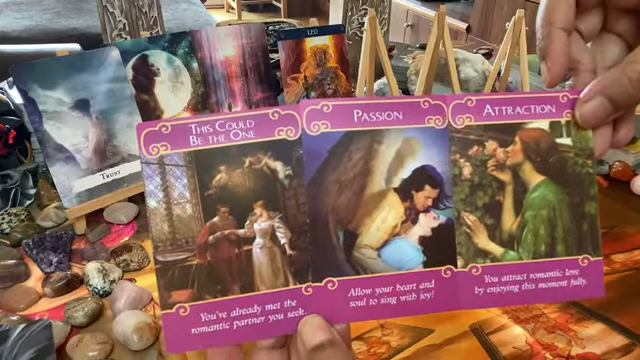 LEO
TRUST
THIS COULD
BE THE ONE
You've already met the
romantic partner you seek.
PASSION
Allow your heart and
soul to sing with joy!
ATTRACTION
You attract romantic love
by enjoying this moment fully.